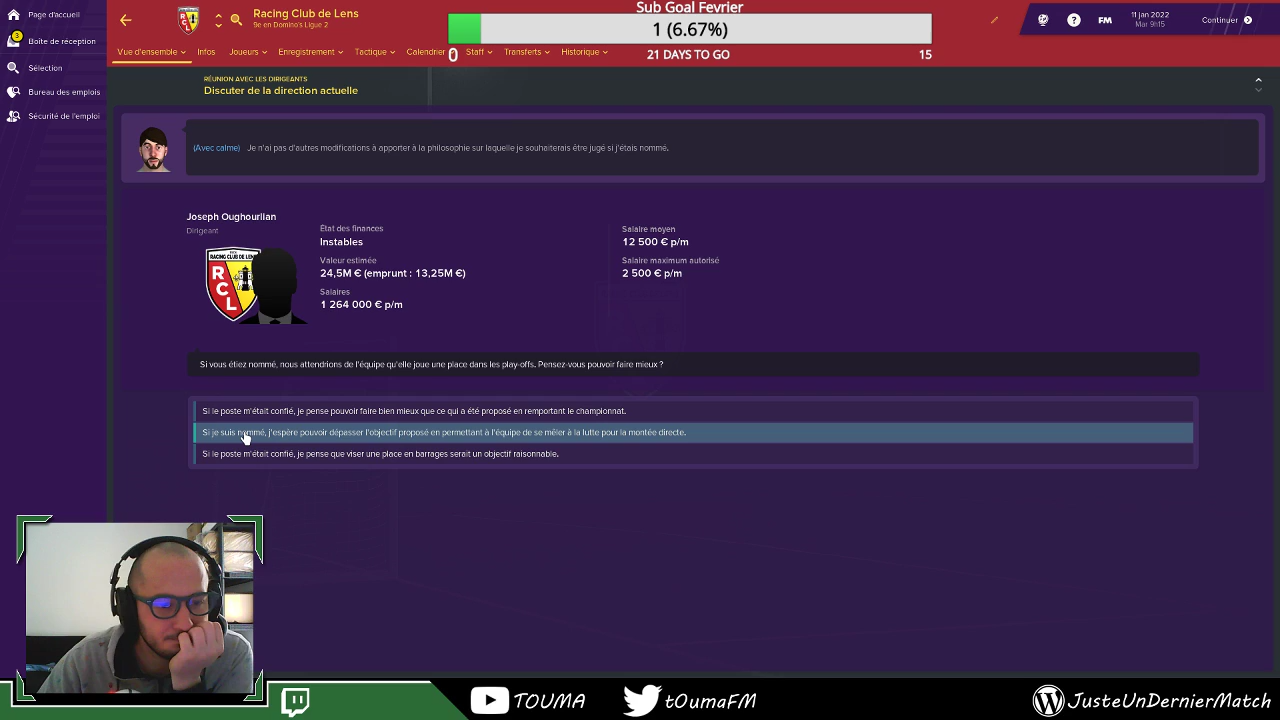 Page d'accueil
3
Boîte de réception
Sélection
Bureau des emplois
Sécurité de l'emploi
Racing Club de Lens
9e en Domino's Ligue 2
Sub Goal Fevrier
1 (6.67%)
0
21 DAYS TO GO
15
FM
11 jan 2022
Mar 9h15
Continuer
Vue d'ensemble
Infos
Joueurs
Enregistrement
Tactique
Calendrier
Staff
Transferts
Historique
RÉUNION AVEC LES DIRIGEANTS
Discuter de la direction actuelle
(Avec calme) Je n'ai pas d'autres modifications à apporter à la philosophie sur laquelle je souhaiterais être jugé si j'étais nommé.
Joseph Oughourlian
Dirigeant
RACING CLUB DE LENS
R
C
L
État des finances
Instables
Valeur estimée
24,5M € (emprunt : 13,25M €)
Salaires
1 264 000 € p/m
Salaire moyen
12 500 € p/m
Salaire maximum autorisé
2 500 € p/m
Si vous étiez nommé, nous attendrions de l'équipe qu'elle joue une place dans les play-offs. Pensez-vous pouvoir faire mieux ?
Si le poste m'était confié, je pense pouvoir faire bien mieux que ce qui a été proposé en remportant le championnat.
Si je suis nommé, j'espère pouvoir dépasser l'objectif proposé en permettant à l'équipe de se mêler à la lutte pour la montée directe.
Si le poste m'était confié, je pense que viser une place en barrages serait un objectif raisonnable.
TOUMA
tOumaFM
JusteUnDernierMatch